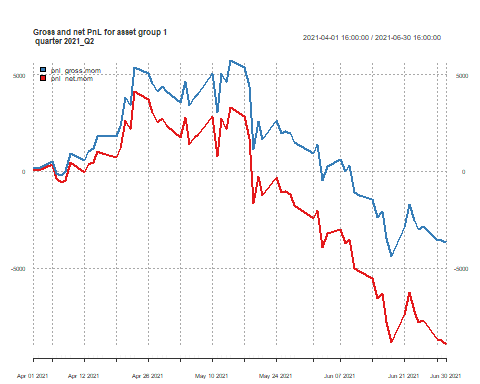 Gross and net PnL for asset group 1
quarter 2021_Q2
2021-04-01 16:00:00 / 2021-06-30 16:00:00
pnl_gross.mom
pnl_net.mom
5000 5000
0 0
-5000 -5000
Apr 01 2021 Apr 12 2021 Apr 26 2021 May 10 2021 May 24 2021 Jun 07 2021 Jun 21 2021 Jun 30 2021